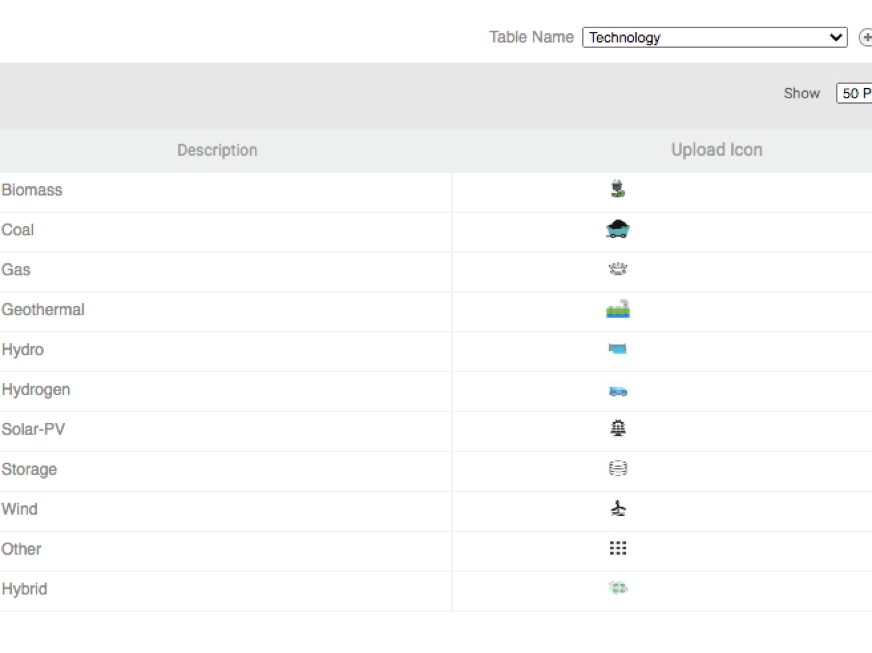 Table Name Technology
Show 50 P
Description Upload Icon
Biomass
Coal
Gas
Geothermal
Hydro
Hydrogen
Solar-PV
Storage
Wind
Other
Hybrid